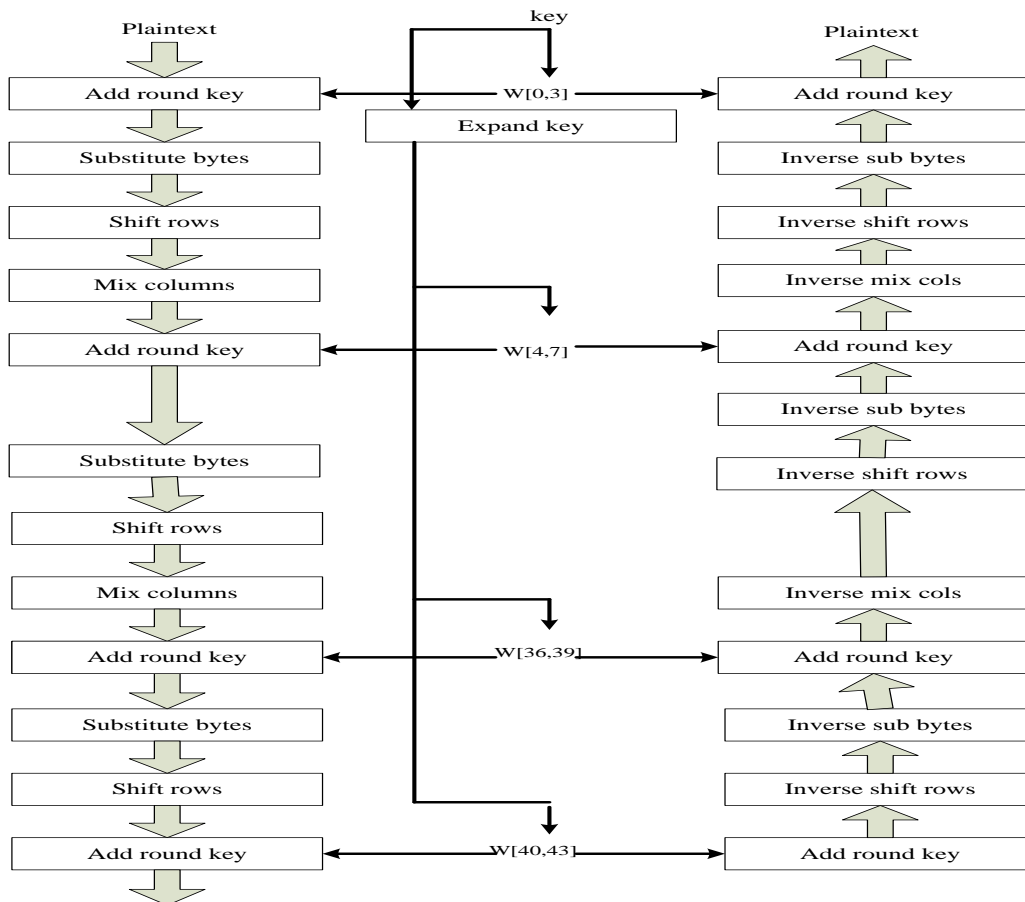 key
Plaintext
Add round key
Substitute bytes
Shift rows
Mix columns
Add round key
Substitute bytes
Shift rows
Mix columns
Add round key
Substitute bytes
Shift rows
Add round key
W[0,3]
Expand key
W[4,7]
W[36,39]
W[40,43]
Plaintext
Add round key
Inverse sub bytes
Inverse shift rows
Inverse mix cols
Add round key
Inverse sub bytes
Inverse shift rows
Inverse mix cols
Add round key
Inverse sub bytes
Inverse shift rows
Add round key